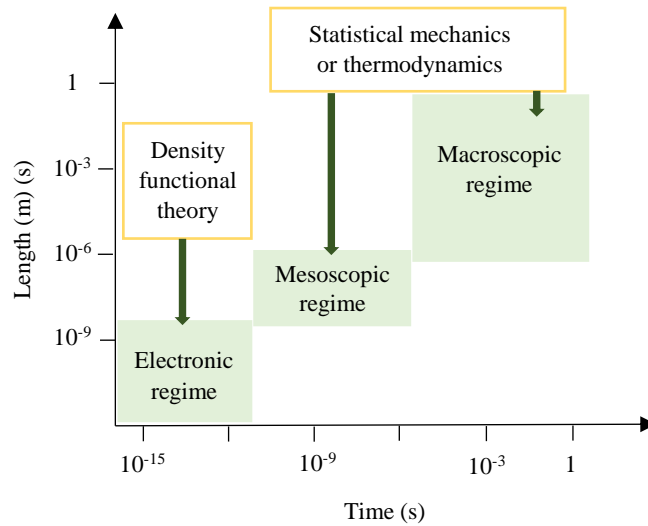 Statistical mechanics
or thermodynamics
Density
functional
theory
Macroscopic
regime
Mesoscopic
regime
Electronic
regime
Length (m) (s)
1
10⁻³
10⁻⁶
10⁻⁹
10⁻¹⁵
10⁻⁹
10⁻³
1
Time (s)